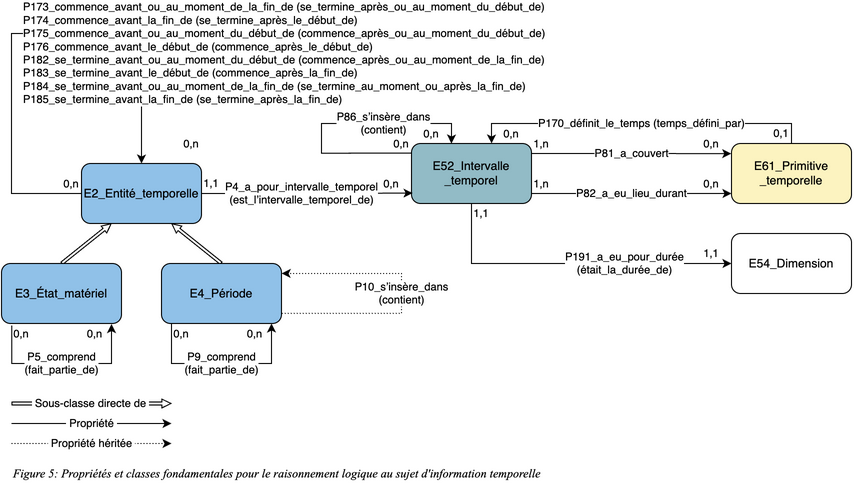 P173_commence_avant_ou_au_moment_de_la_fin_de (se_termine_après_ou_au_moment_du_début_de)
P174_commence_avant_la_fin_de (se_termine_après_le_début_de)
P175_commence_avant_ou_au_moment_du_début_de (commence_après_ou_au_moment_du_début_de)
P176_commence_avant_le_début_de (commence_après_le_début_de)
P182_se_termine_avant_ou_au_moment_du_début_de (commence_après_ou_au_moment_de_la_fin_de)
P183_se_termine_avant_le_début_de (commence_après_la_fin_de)
P184_se_termine_avant_ou_au_moment_de_la_fin_de (se_termine_au_moment_ou_après_la_fin_de)
P185_se_termine_avant_la_fin_de (se_termine_après_la_fin_de)
P86_s'insère_dans
(contient)
0,n
0,n
P170_définit_le_temps (temps_défini_par)
0,n
0,1
0,n
1,n
P81_a_couvert
0,n
E52_Intervalle
_temporel
E61_Primitive
_temporelle
0,n
E2_Entité_temporelle
1,1
P4_a_pour_intervalle_temporel
(est_l'intervalle_temporel_de)
0,n
1,n
P82_a_eu_lieu_durant
0,n
1,1
P191_a_eu_pour_durée
(était_la_durée_de)
1,1
E54_Dimension
E3_État_matériel
E4_Période
P10_s'insère_dans
(contient)
0,n
0,n
P5_comprend
(fait_partie_de)
0,n
0,n
P9_comprend
(fait_partie_de)
Sous-classe directe de
Propriété
Propriété héritée
Figure 5: Propriétés et classes fondamentales pour le raisonnement logique au sujet d'information temporelle